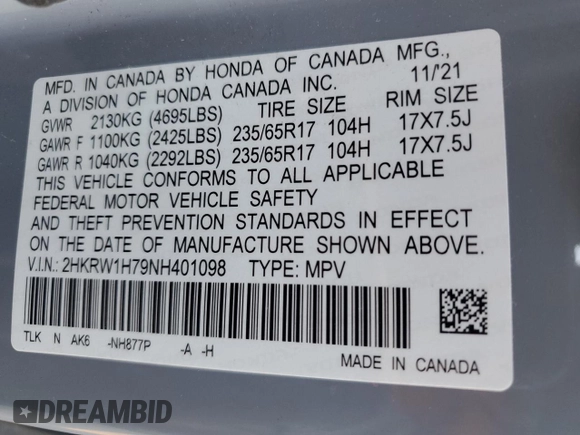 MFD. IN CANADA BY HONDA OF CANADA MFG.,
A DIVISION OF HONDA CANADA INC. 11/'21
GVWR 2130KG (4695LBS) TIRE SIZE RIM SIZE
GAWR F 1100KG (2425LBS) 235/65R17 104H 17X7.5J
GAWR R 1040KG (2292LBS) 235/65R17 104H 17X7.5J
THIS VEHICLE CONFORMS TO ALL APPLICABLE
FEDERAL MOTOR VEHICLE SAFETY
AND THEFT PREVENTION STANDARDS IN EFFECT
ON THE DATE OF MANUFACTURE SHOWN ABOVE.
V.I.N.: 2HKRW1H79NH401098 TYPE: MPV
TLK N AK6 -NH877P -A -H
MADE IN CANADA
DREAMBID